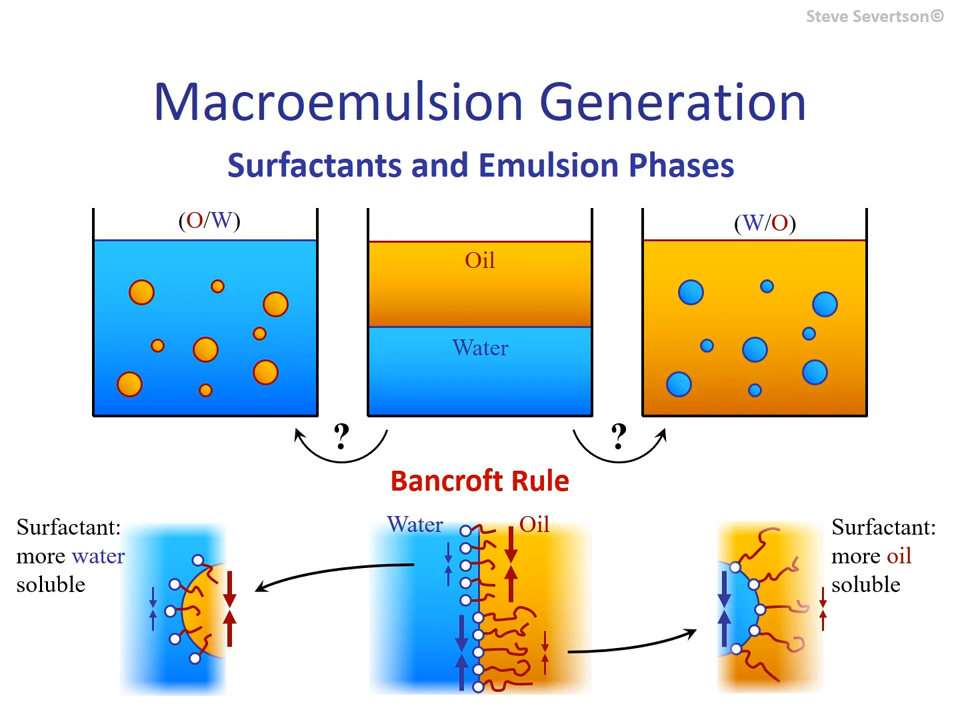 Steve Severtson©
Macroemulsion Generation
Surfactants and Emulsion Phases
(O/W)
Oil
Water
(W/O)
?
?
Bancroft Rule
Surfactant:
more water
soluble
Water
Oil
Surfactant:
more oil
soluble